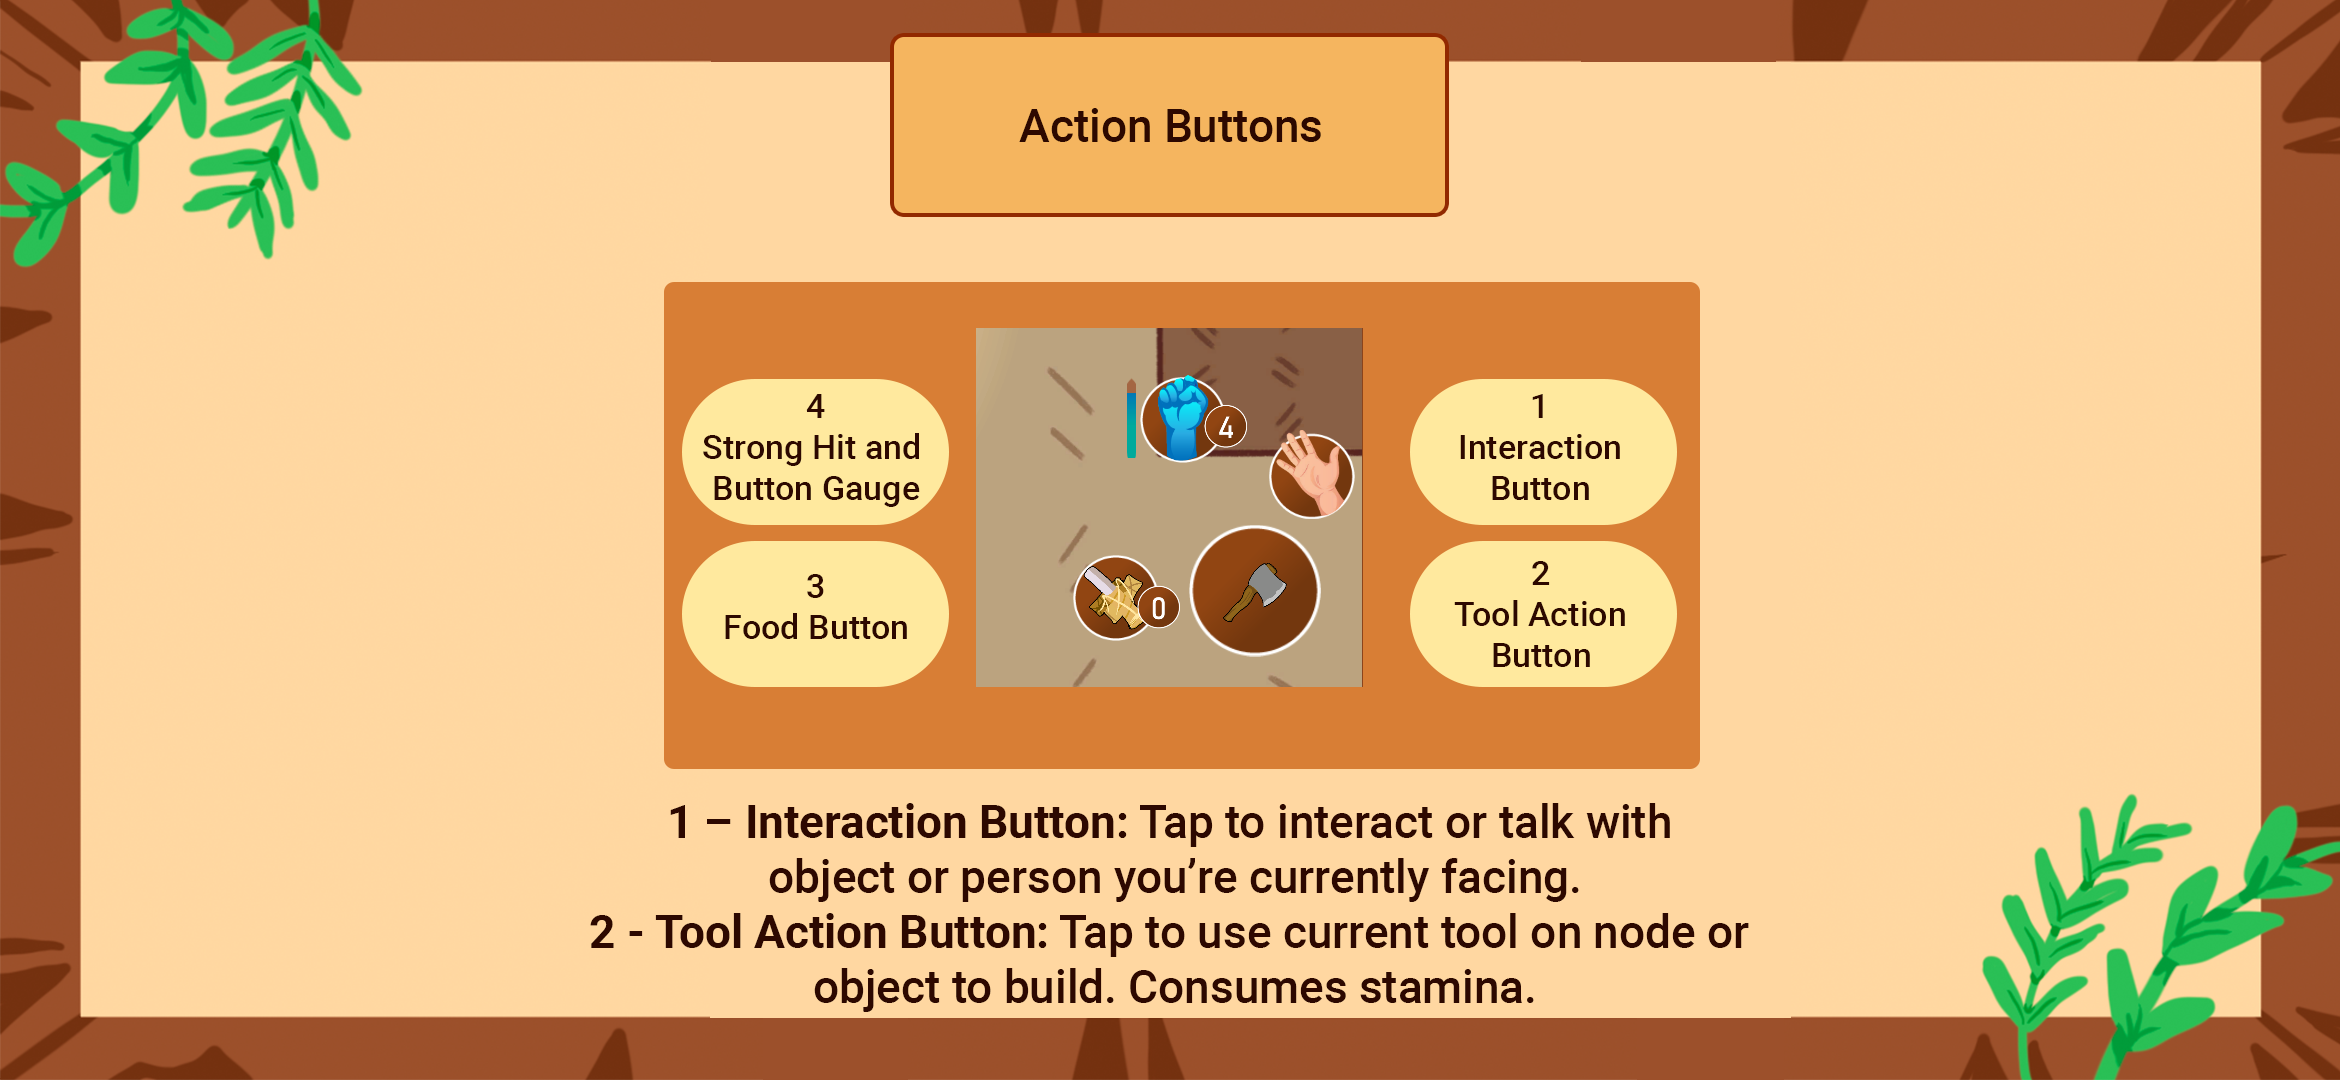 Action Buttons
4
Strong Hit and
Button Gauge
3
Food Button
4
0
1
Interaction
Button
2
Tool Action
Button
1 – Interaction Button: Tap to interact or talk with
object or person you’re currently facing.
2 - Tool Action Button: Tap to use current tool on node or
object to build. Consumes stamina.